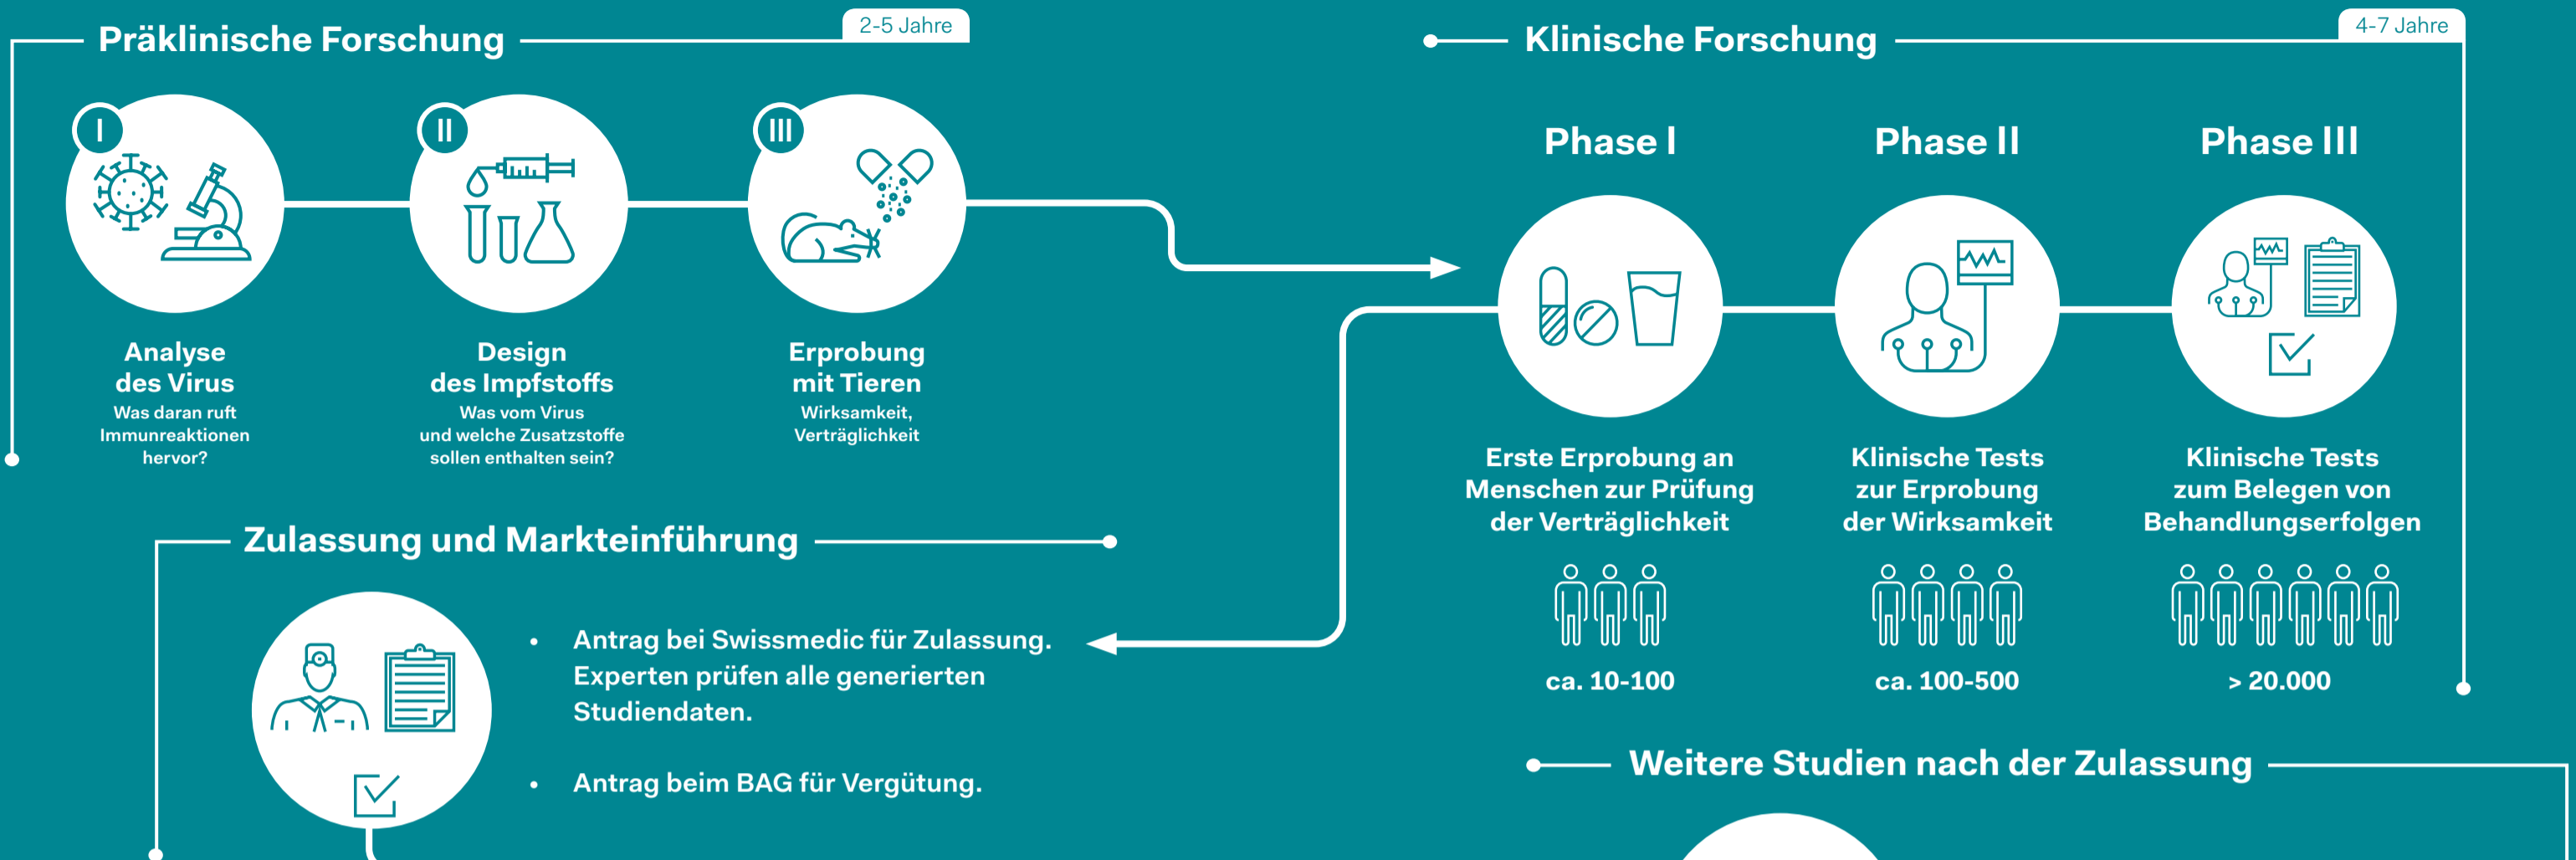 Präklinische Forschung
2-5 Jahre
I
II
III
Analyse
des Virus
Was daran ruft
Immunreaktionen
hervor?
Design
des Impfstoffs
Was vom Virus
und welche Zusatzstoffe
sollen enthalten sein?
Erprobung
mit Tieren
Wirksamkeit,
Verträglichkeit
Klinische Forschung
4-7 Jahre
Phase I
Erste Erprobung an
Menschen zur Prüfung
der Verträglichkeit
ca. 10-100
Phase II
Klinische Tests
zur Erprobung
der Wirksamkeit
ca. 100-500
Phase III
Klinische Tests
zum Belegen von
Behandlungserfolgen
> 20.000
Zulassung und Markteinführung
• Antrag bei Swissmedic für Zulassung.
Experten prüfen alle generierten
Studiendaten.
• Antrag beim BAG für Vergütung.
Weitere Studien nach der Zulassung